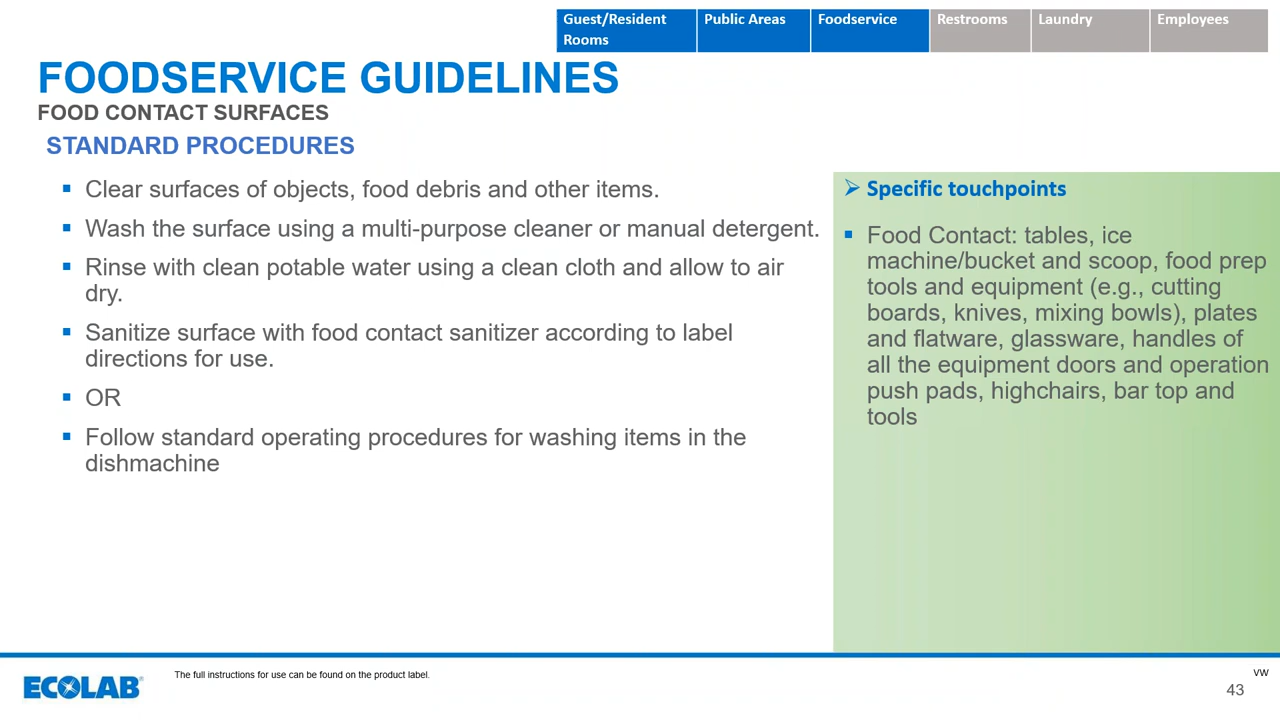 Guest/Resident Rooms
Public Areas
Foodservice
Restrooms
Laundry
Employees
FOODSERVICE GUIDELINES
FOOD CONTACT SURFACES
STANDARD PROCEDURES
▪ Clear surfaces of objects, food debris and other items.
▪ Wash the surface using a multi-purpose cleaner or manual detergent.
▪ Rinse with clean potable water using a clean cloth and allow to air
dry.
▪ Sanitize surface with food contact sanitizer according to label
directions for use.
▪ OR
▪ Follow standard operating procedures for washing items in the
dishmachine
➢ Specific touchpoints
▪ Food Contact: tables, ice
machine/bucket and scoop, food prep
tools and equipment (e.g., cutting
boards, knives, mixing bowls), plates
and flatware, glassware, handles of
all the equipment doors and operation
push pads, highchairs, bar top and
tools
ECOLAB®
The full instructions for use can be found on the product label.
VW
43